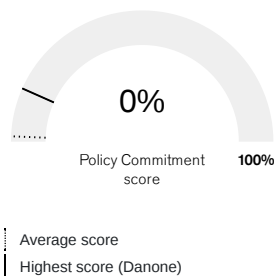 0%
Policy Commitment
score
100%
Average score
Highest score (Danone)